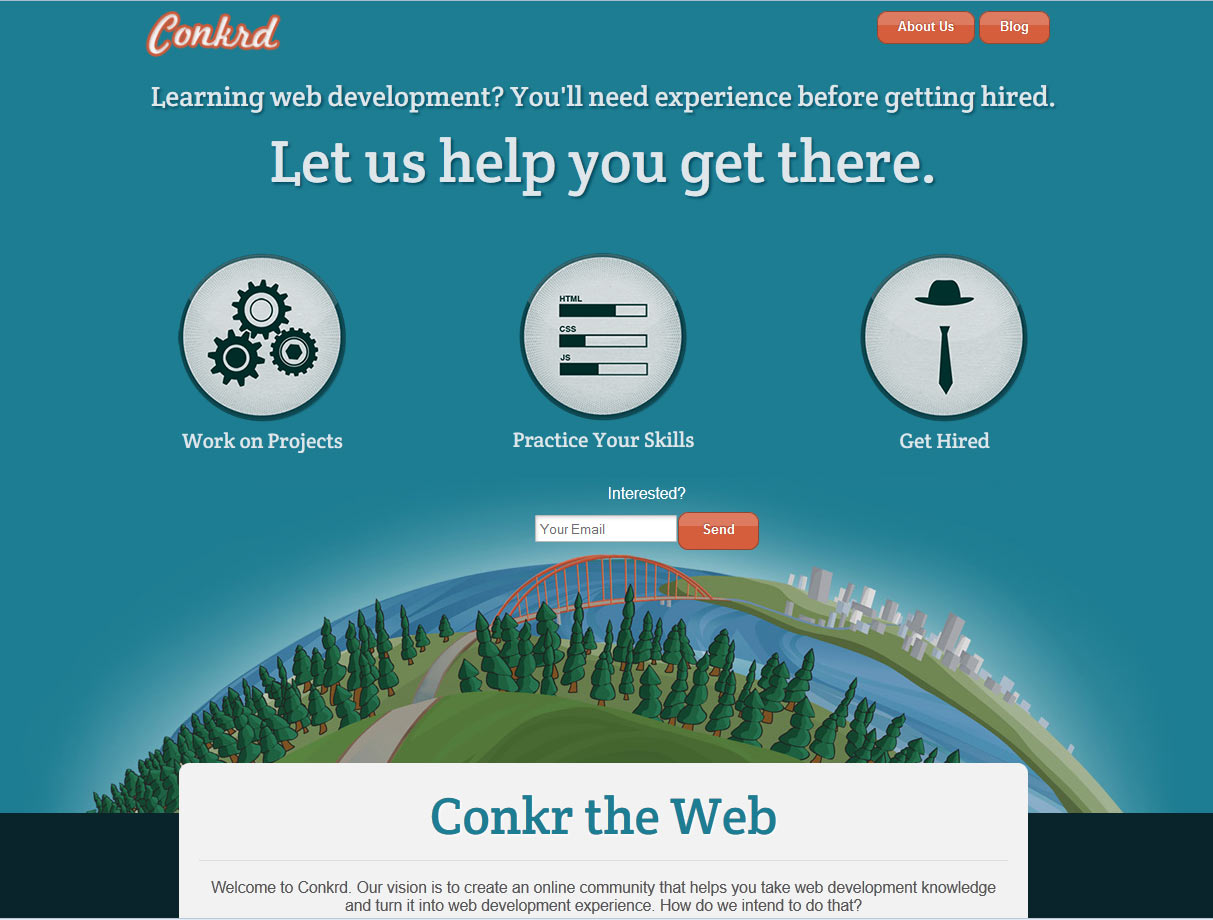 Conkrd
About Us
Blog
Learning web development? You'll need experience before getting hired.
Let us help you get there.
HTML
CSS
JS
Work on Projects
Practice Your Skills
Get Hired
Interested?
Your Email
Send
Conkr the Web
Welcome to Conkrd. Our vision is to create an online community that helps you take web development knowledge
and turn it into web development experience. How do we intend to do that?